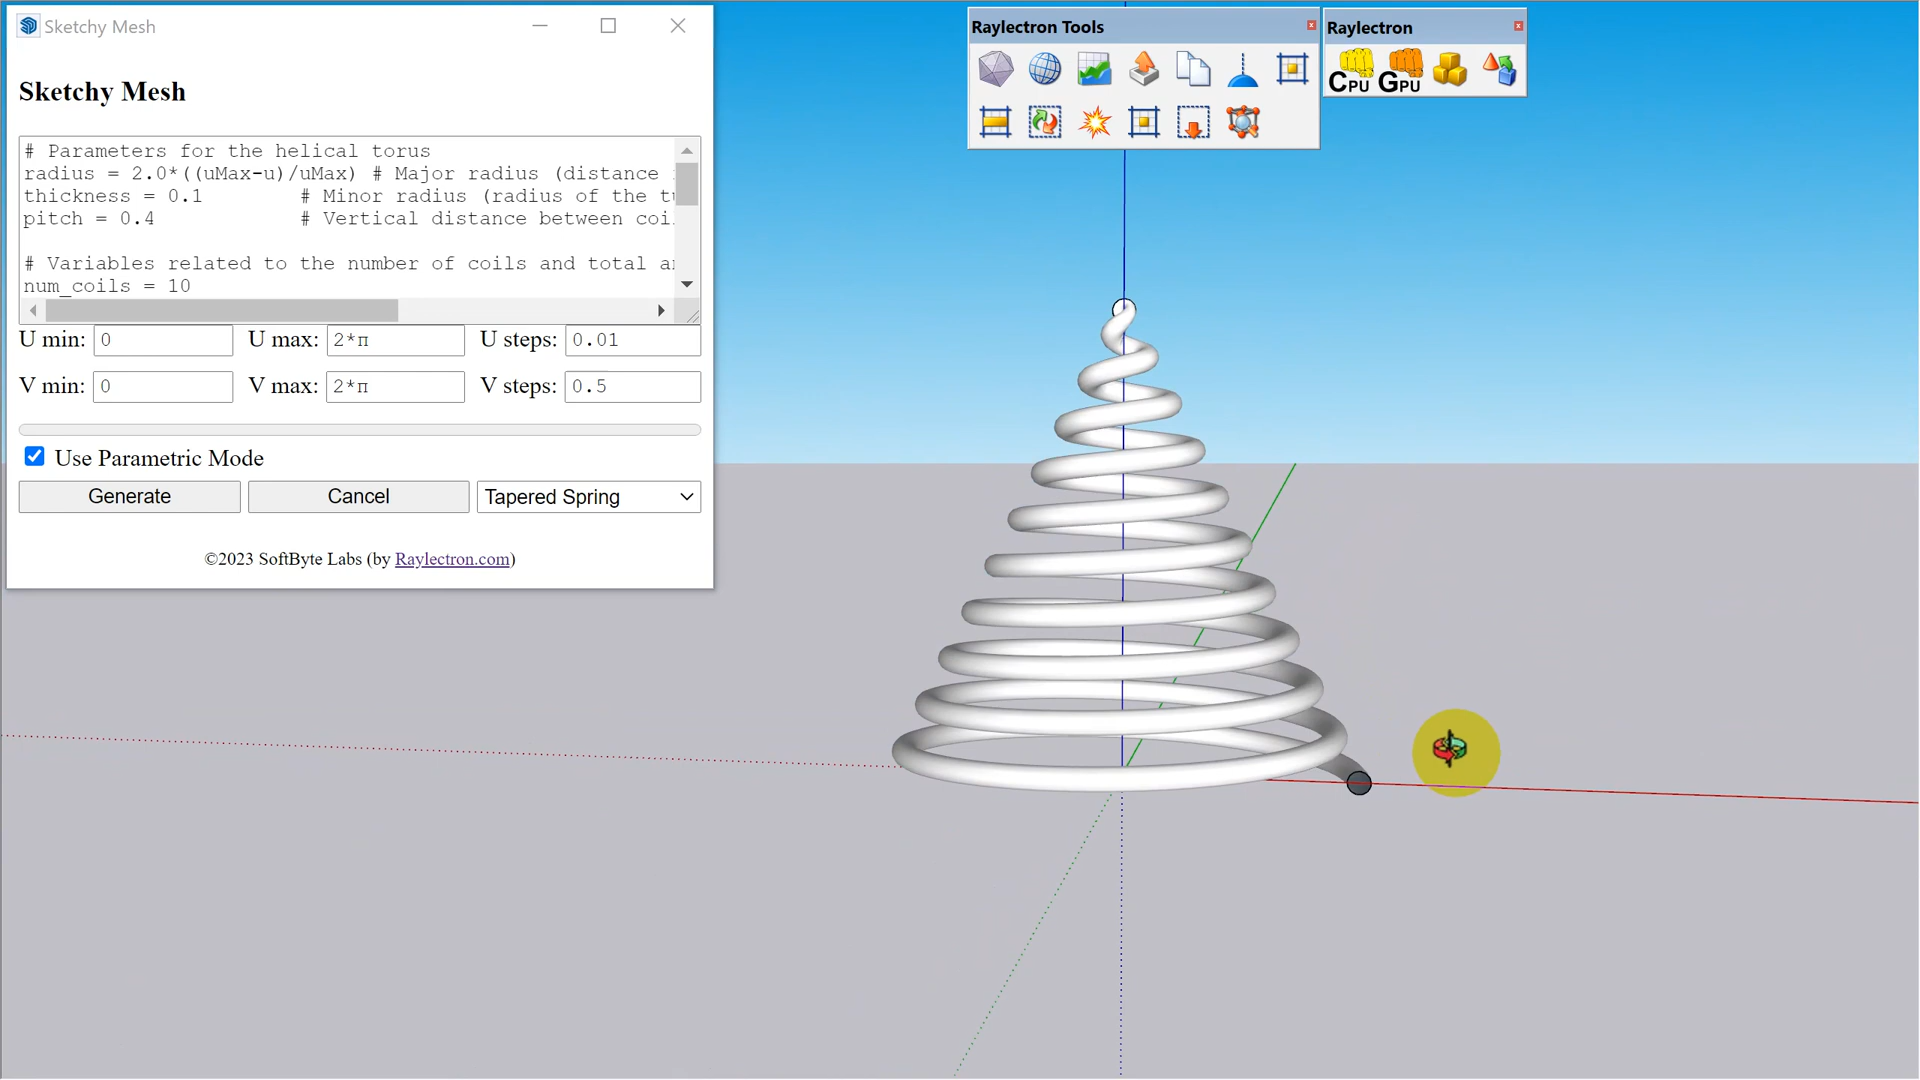 Sketchy Mesh
Sketchy Mesh
# Parameters for the helical torus
radius = 2.0*((uMax-u)/uMax) # Major radius (distance
thickness = 0.1 # Minor radius (radius of the
pitch = 0.4 # Vertical distance between
# Variables related to the number of coils and total
num_coils = 10
U min: 0 U max: 2*π U steps: 0.01
V min: 0 V max: 2*π V steps: 0.5
Use Parametric Mode
Generate Cancel Tapered Spring
©2023 SoftByte Labs (by Raylectron.com)
Raylectron Tools
Raylectron
CPU GPU